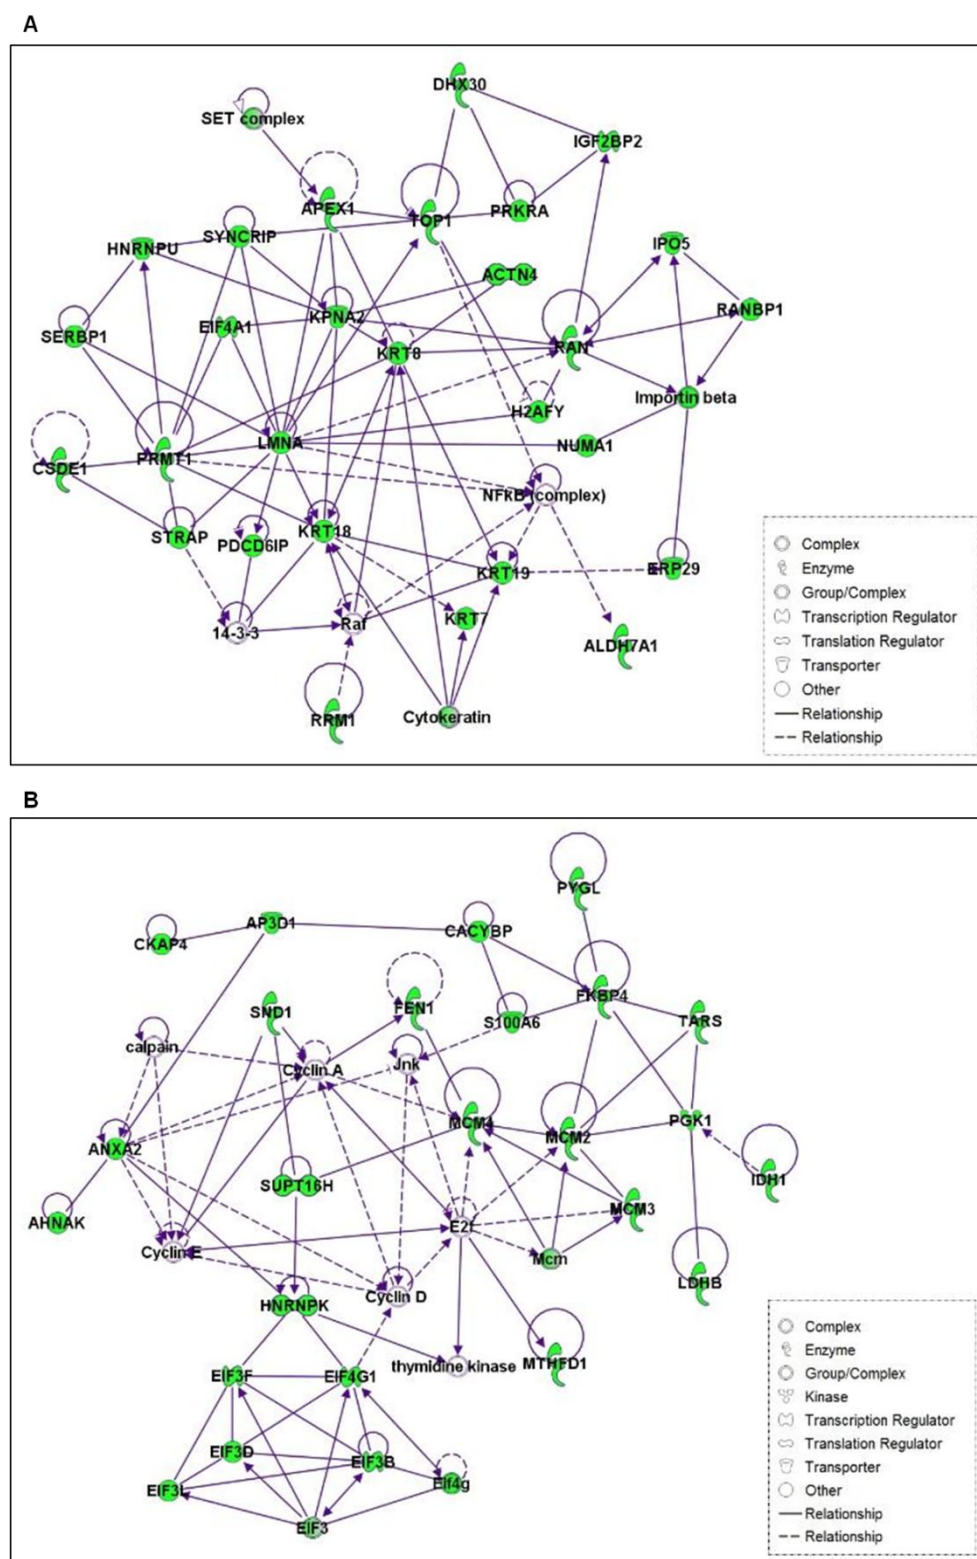 A
DHX30
SET complex
IGF2BP2
APEX1
TOP1
PRKRA
SYNCRIP
HNRNPU
IPO5
ACTN4
RANBP1
KPNA2
EIF4A1
SERBP1
KRT8
RAN
Importin beta
H2AFY
LMNA
NUMA1
PRMT1
CSDE1
NFkB (complex)
KRT18
STRAP
PDCD6IP
KRT19
ERP29
KRT7
Raf
14-3-3
ALDH7A1
RRM1
Cytokeratin
Complex
Enzyme
Group/Complex
Transcription Regulator
Translation Regulator
Transporter
Other
Relationship
Relationship
B
PYGL
AP3D1
CACYBP
CKAP4
FKBP4
SND1
FEN1
S100A6
TARS
calpain
Cyclin A
Jnk
MCM4
PGK1
MCM2
ANXA2
IDH1
SUPT16H
MCM3
AHNAK
E2f
Cyclin E
Mcm
LDHB
Cyclin D
HNRNPK
thymidine kinase
MTHFD1
EIF3F
EIF4G1
EIF3D
EIF3B
Eif4g
EIF3L
EIF3
Complex
Enzyme
Group/Complex
Kinase
Transcription Regulator
Translation Regulator
Transporter
Other
Relationship
Relationship